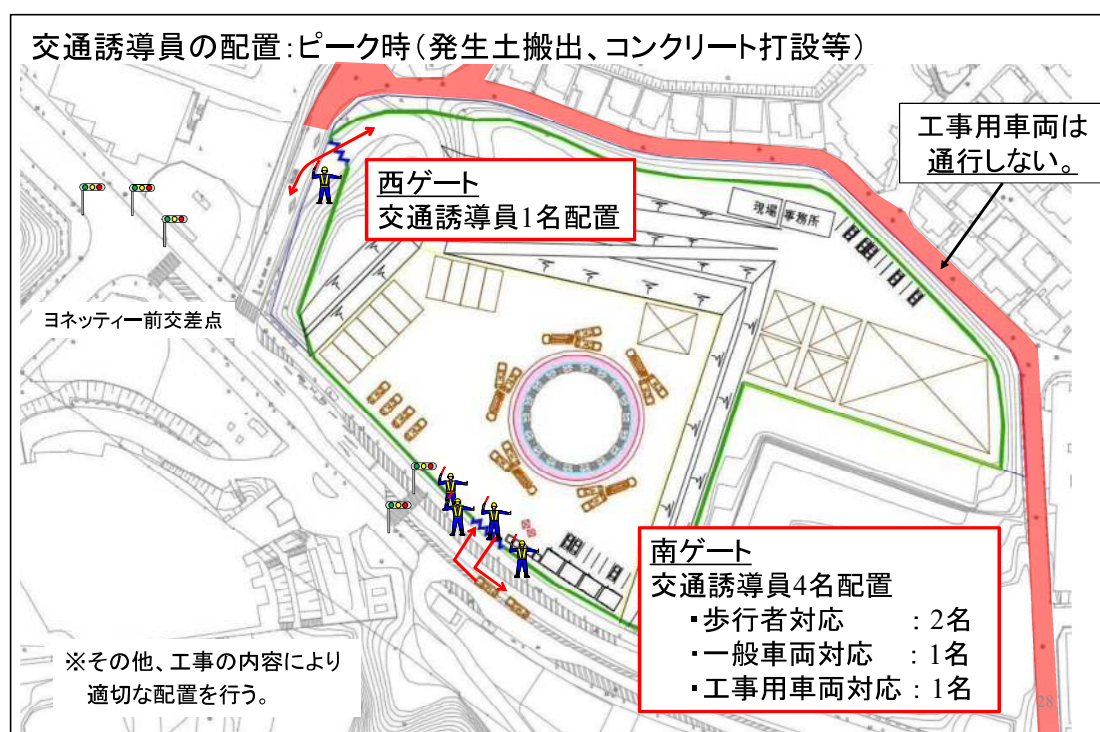 交通誘導員の配置：ピーク時（発生土搬出、コンクリート打設等）
工事用車両は
通行しない。
西ゲート
交通誘導員1名配置
現場事務所
ヨネッティー前交差点
南ゲート
交通誘導員4名配置
・歩行者対応　：2名
・一般車両対応　：1名
・工事用車両対応：1名
※その他、工事の内容により
適切な配置を行う。
28